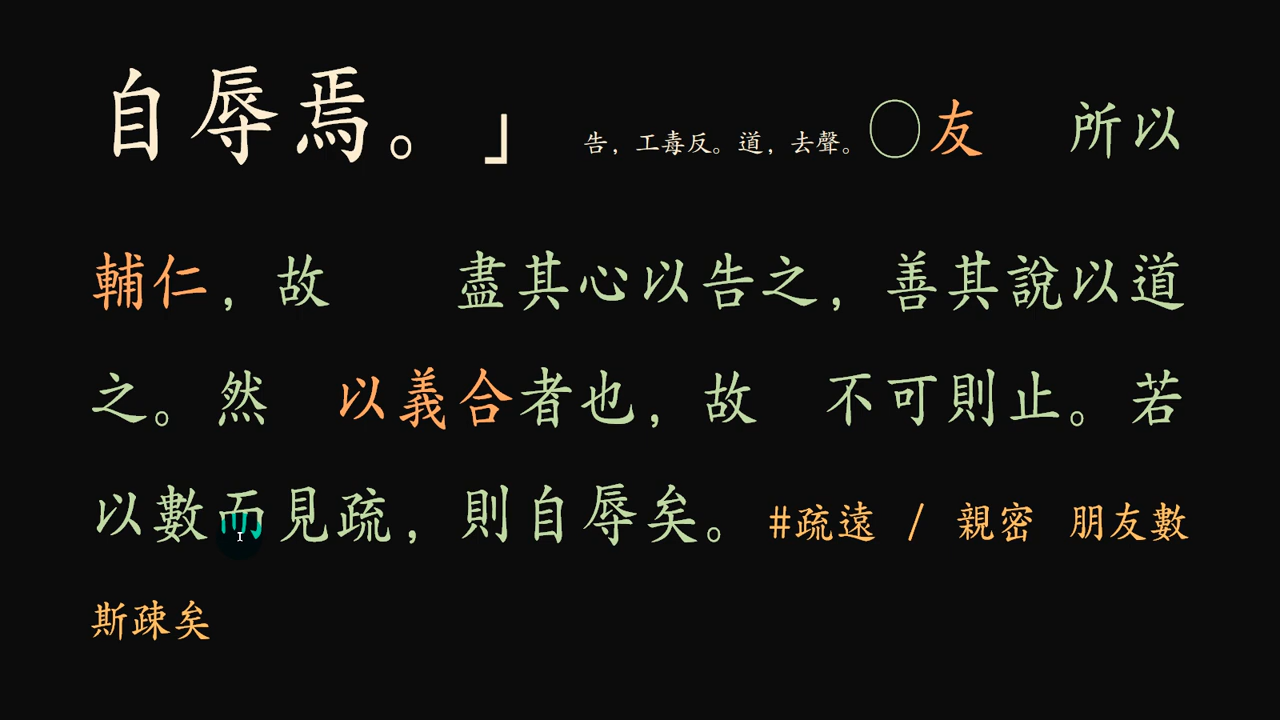 自辱焉。」 告，工毒反。道，去聲。○友 所以
輔仁，故 盡其心以告之，善其說以道
之。然 以義合者也，故 不可則止。若
以數而見疏，則自辱矣。#疏遠 / 親密 朋友數
斯疎矣